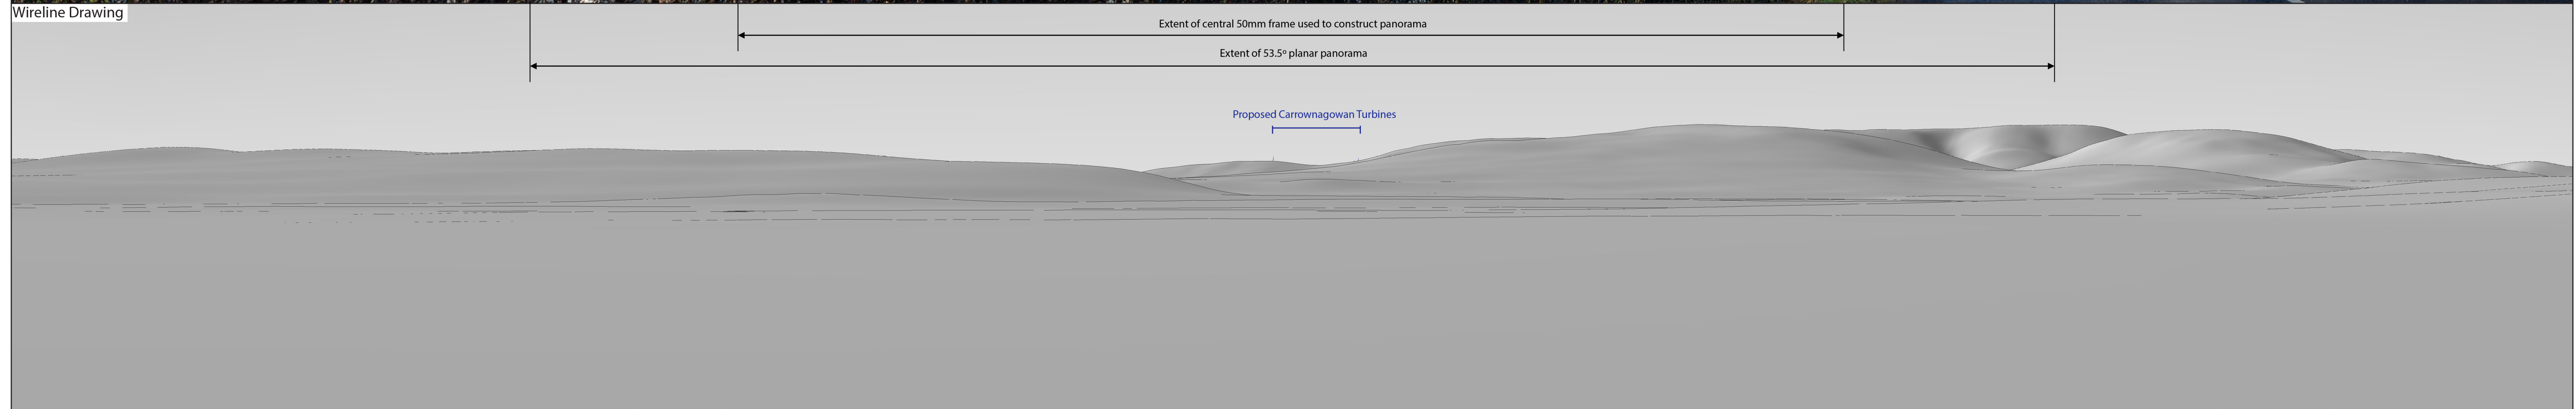 Wireline Drawing
Extent of central 50mm frame used to construct panorama
Extent of 53.5º planar panorama
Proposed Carrownagowan Turbines